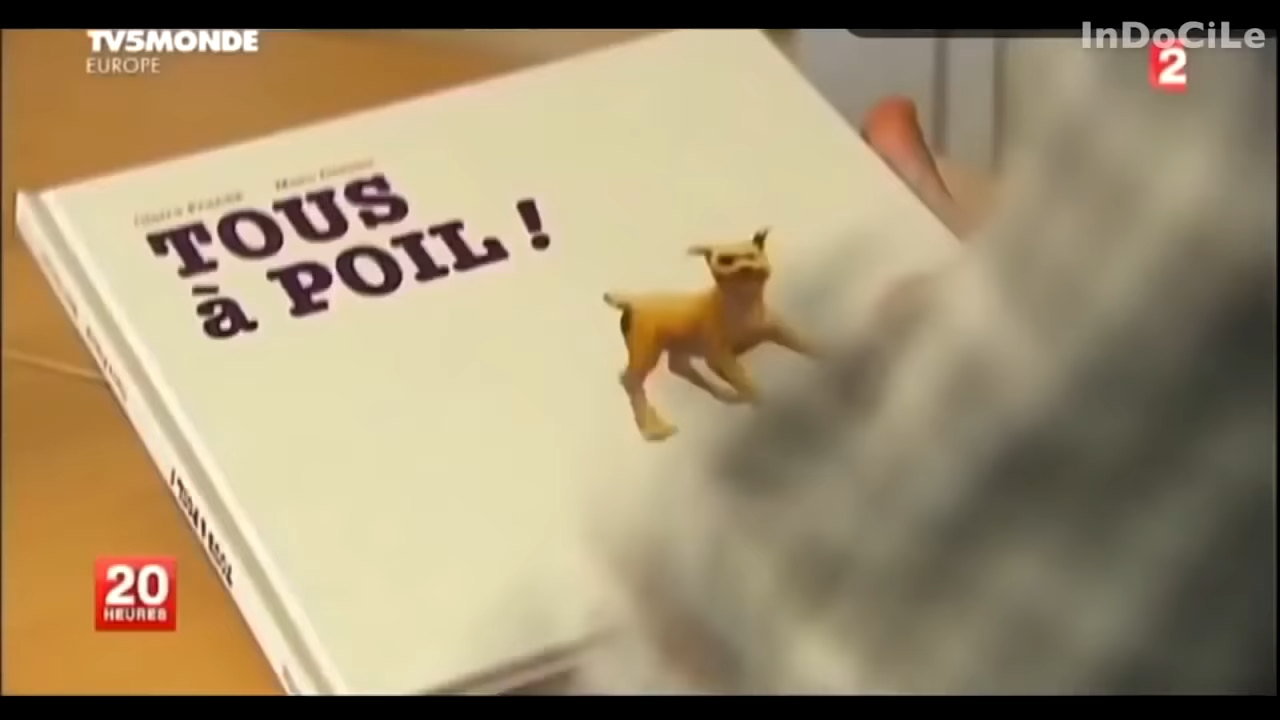 TV5MONDE
EUROPE
InDoCiLe
2
TOUS
à POIL !
20
HEURES